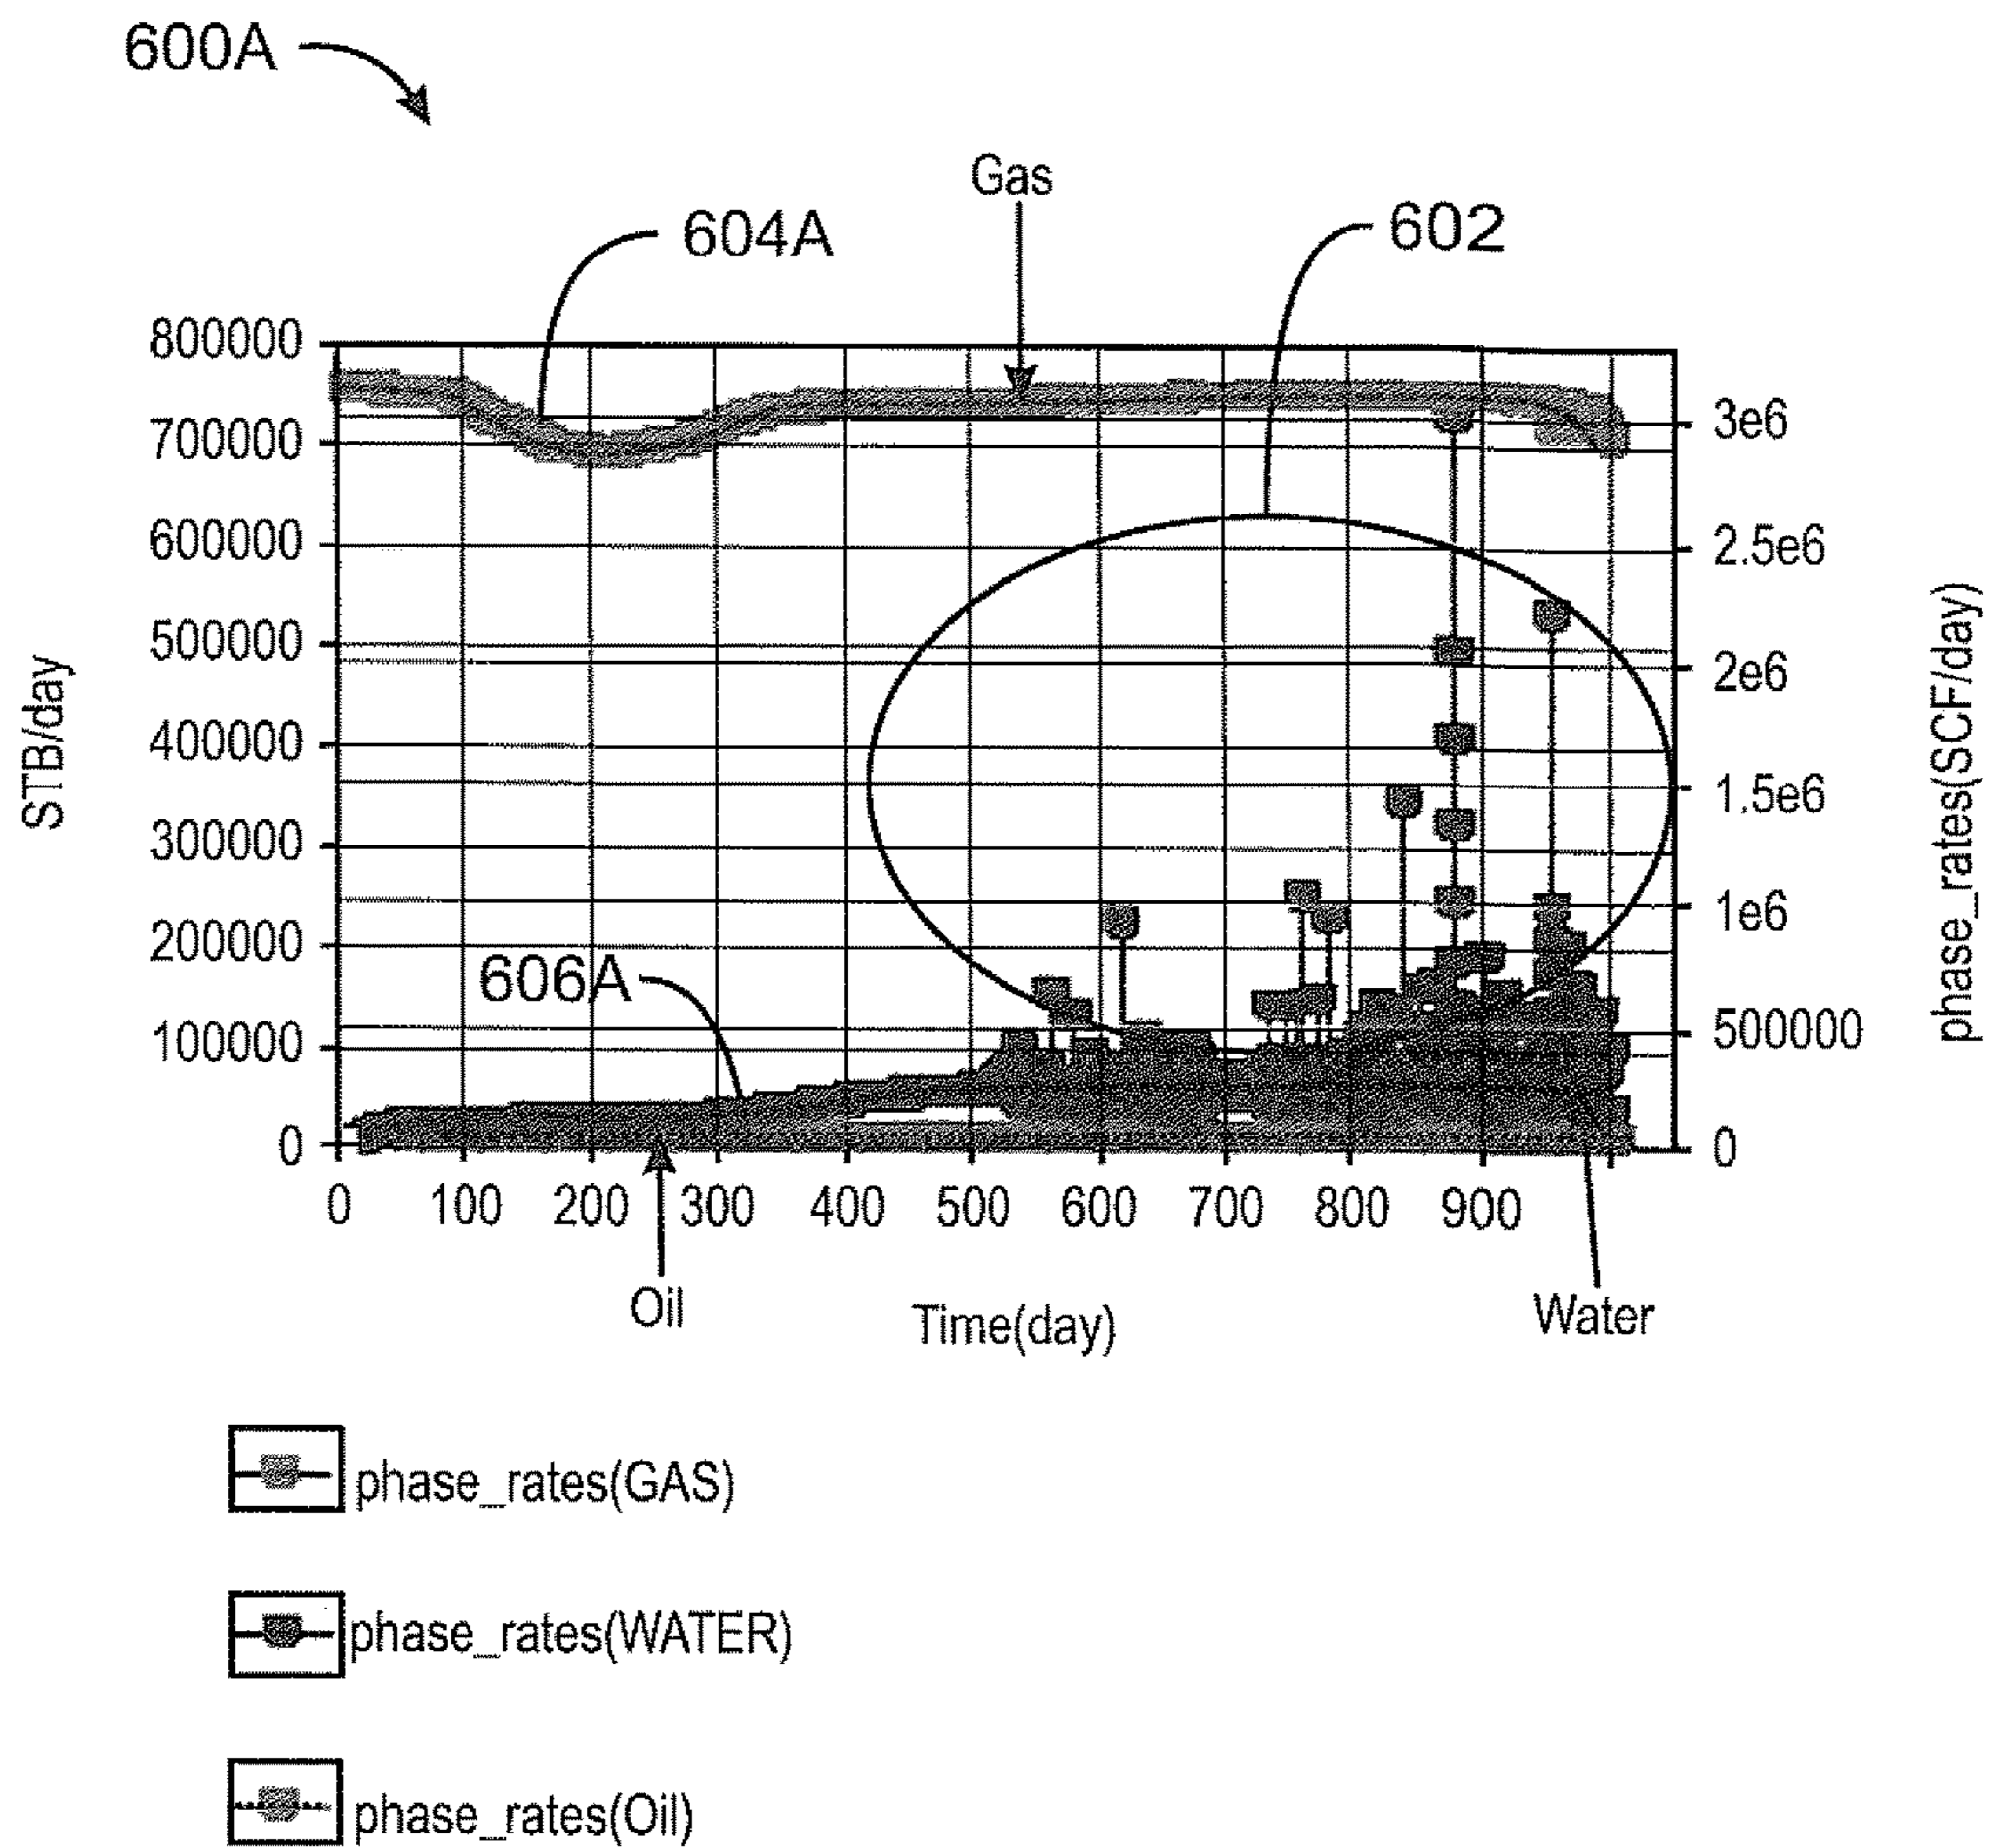 600A
Gas
604A
602
800000
700000
600000
500000
400000
300000
200000
100000
0
STB/day
3e6
2.5e6
2e6
1.5e6
1e6
500000
0
phase_rates(SCF/day)
606A
0 100 200 300 400 500 600 700 800 900
Oil
Time(day)
Water
phase_rates(GAS)
phase_rates(WATER)
phase_rates(Oil)